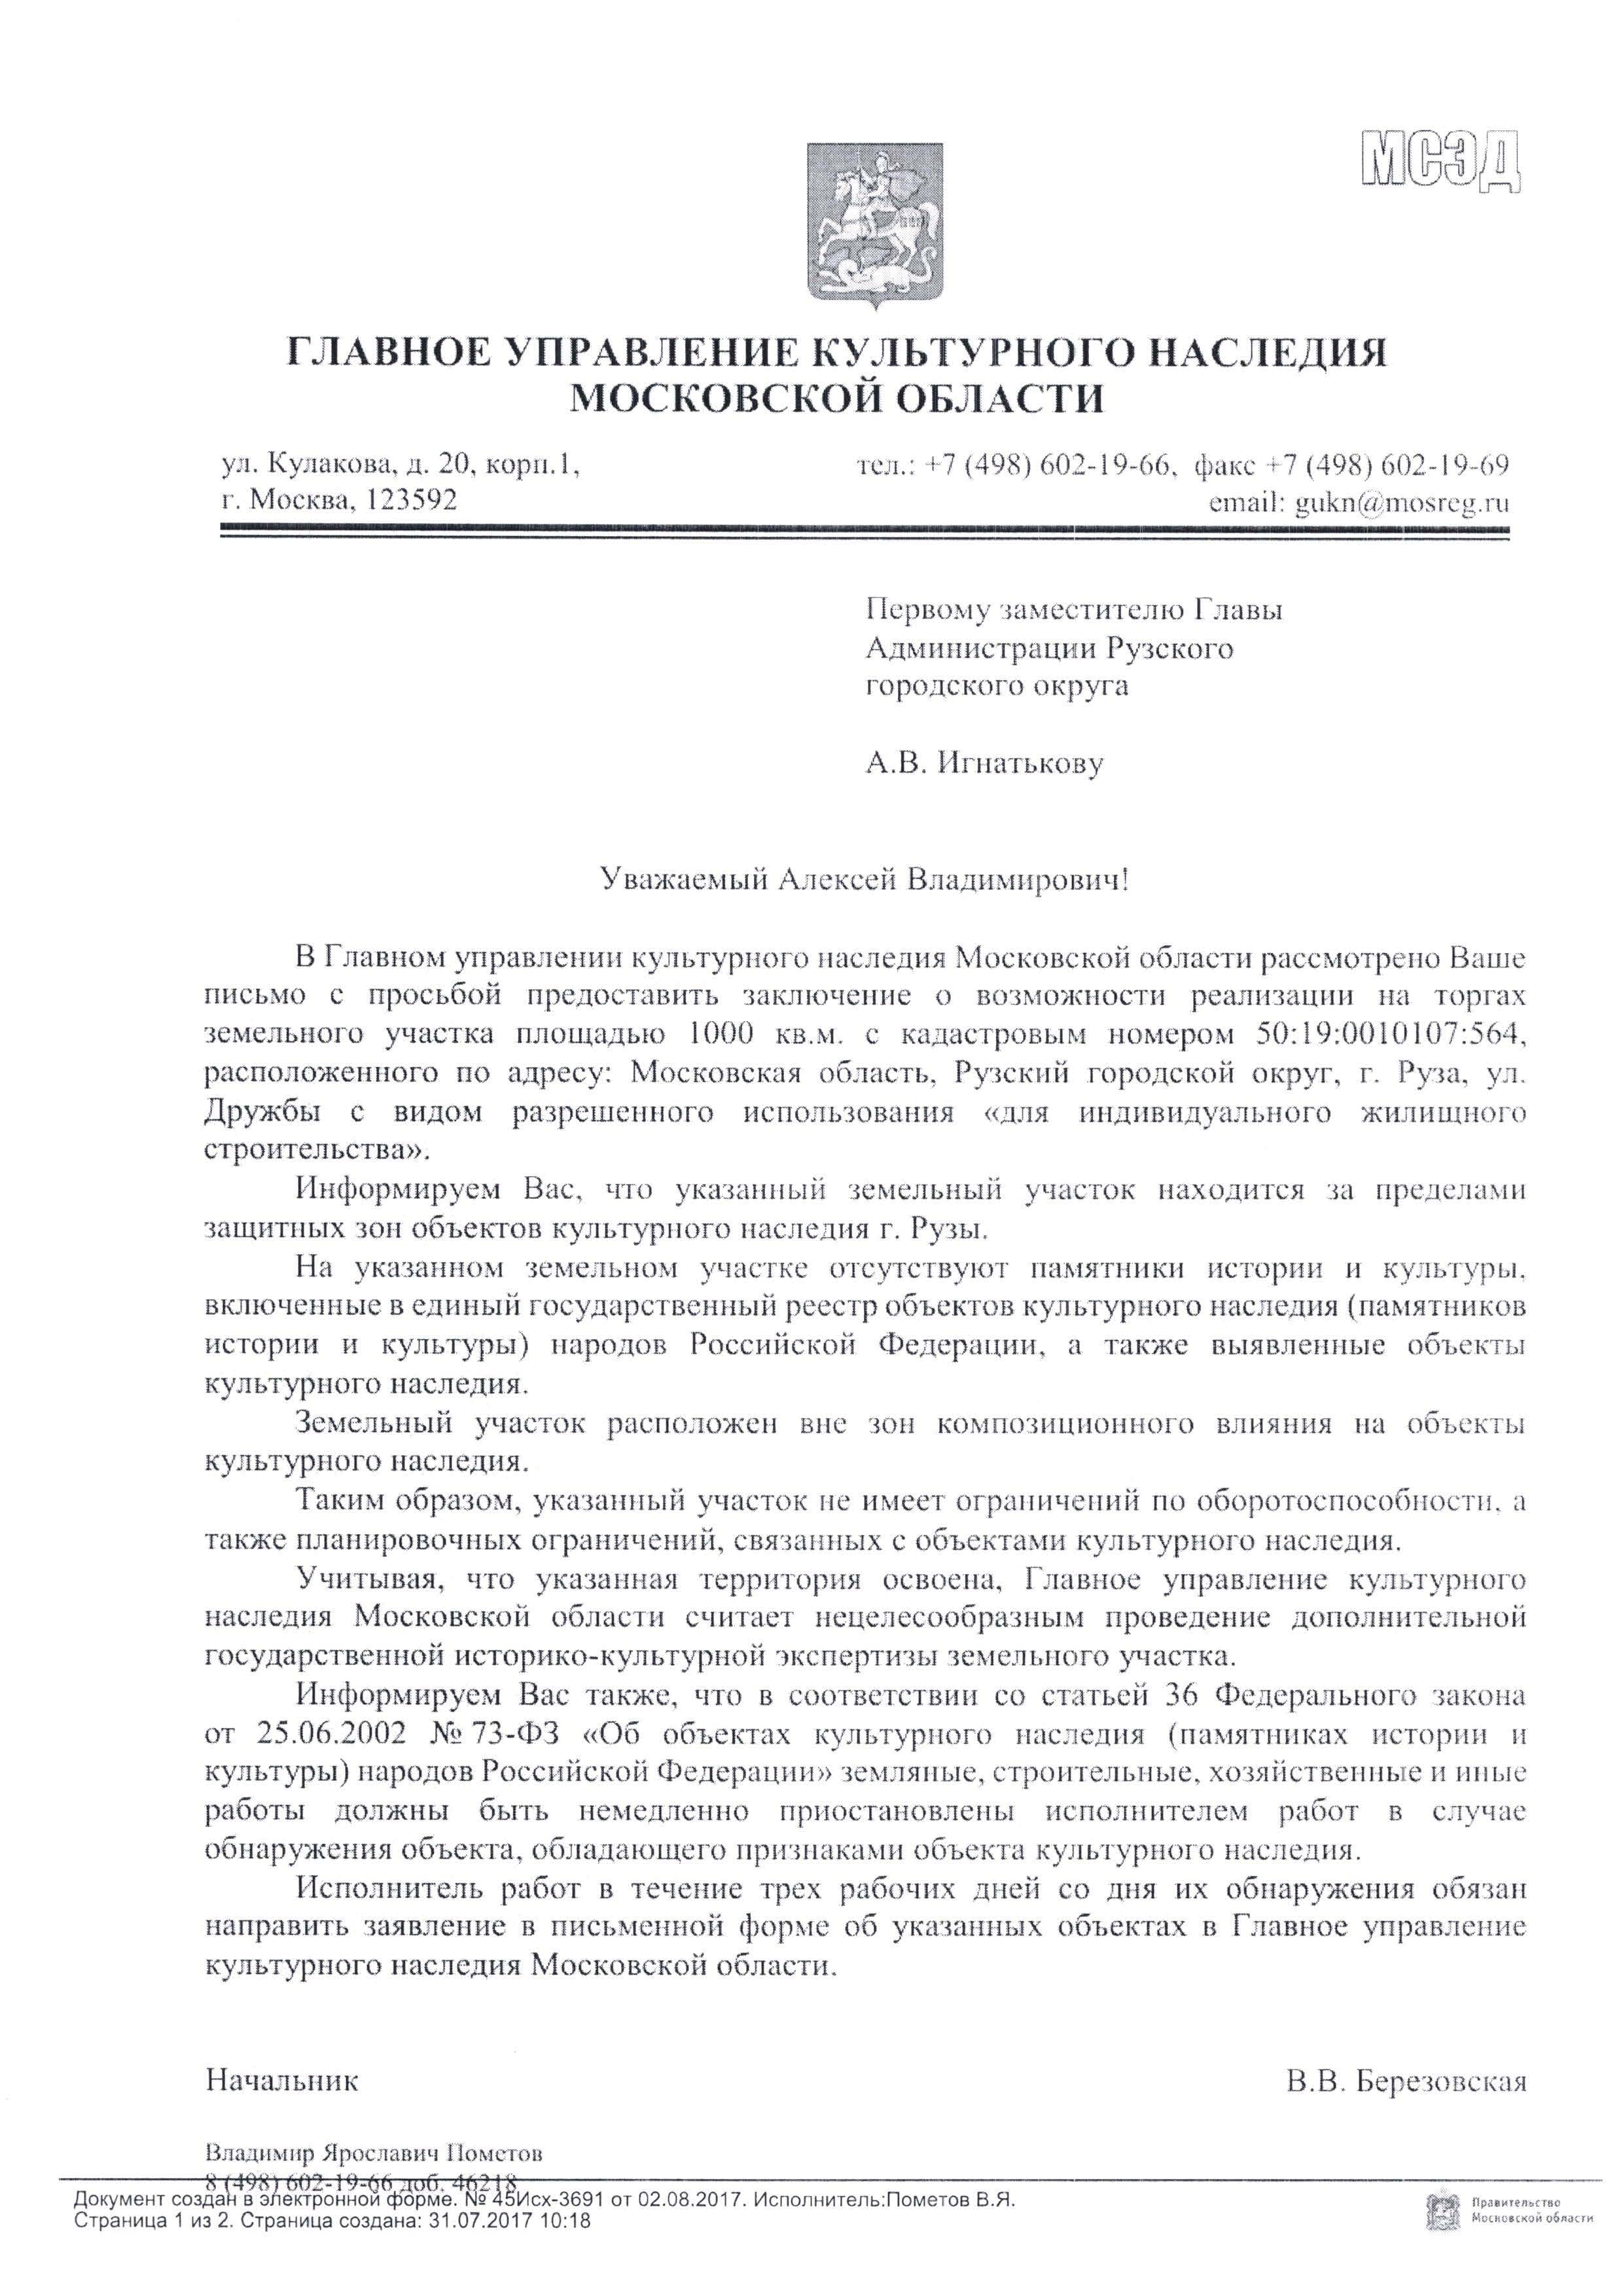 МСЭД
ГЛАВНОЕ УПРАВЛЕНИЕ КУЛЬТУРНОГО НАСЛЕДИЯ
МОСКОВСКОЙ ОБЛАСТИ
ул. Кулакова, д. 20, корп.1,
г. Москва, 123592
тел.: +7 (498) 602-19-66, факс +7 (498) 602-19-69
email: gukn@mosreg.ru
Первому заместителю Главы
Администрации Рузского
городского округа
А.В. Игнатькову
Уважаемый Алексей Владимирович!
В Главном управлении культурного наследия Московской области рассмотрено Ваше
письмо с просьбой предоставить заключение о возможности реализации на торгах
земельного участка площадью 1000 кв.м. с кадастровым номером 50:19:0010107:564,
расположенного по адресу: Московская область, Рузский городской округ, г. Руза, ул.
Дружбы с видом разрешенного использования «для индивидуального жилищного
строительства».
Информируем Вас, что указанный земельный участок находится за пределами
защитных зон объектов культурного наследия г. Рузы.
На указанном земельном участке отсутствуют памятники истории и культуры,
включенные в единый государственный реестр объектов культурного наследия (памятников
истории и культуры) народов Российской Федерации, а также выявленные объекты
культурного наследия.
Земельный участок расположен вне зон композиционного влияния на объекты
культурного наследия.
Таким образом, указанный участок не имеет ограничений по оборотоспособности, а
также планировочных ограничений, связанных с объектами культурного наследия.
Учитывая, что указанная территория освоена, Главное управление культурного
наследия Московской области считает нецелесообразным проведение дополнительной
государственной историко-культурной экспертизы земельного участка.
Информируем Вас также, что в соответствии со статьей 36 Федерального закона
от 25.06.2002 № 73-ФЗ «Об объектах культурного наследия (памятниках истории и
культуры) народов Российской Федерации» земляные, строительные, хозяйственные и иные
работы должны быть немедленно приостановлены исполнителем работ в случае
обнаружения объекта, обладающего признаками объекта культурного наследия.
Исполнитель работ в течение трех рабочих дней со дня их обнаружения обязан
направить заявление в письменной форме об указанных объектах в Главное управление
культурного наследия Московской области.
Начальник
В.В. Березовская
Владимир Ярославич Пометов
8 (498) 602-19-66 доб. 46218
Документ создан в электронной форме. № 45Исх-3691 от 02.08.2017. Исполнитель:Пометов В.Я.
Страница 1 из 2. Страница создана: 31.07.2017 10:18
Правительство
Московской области